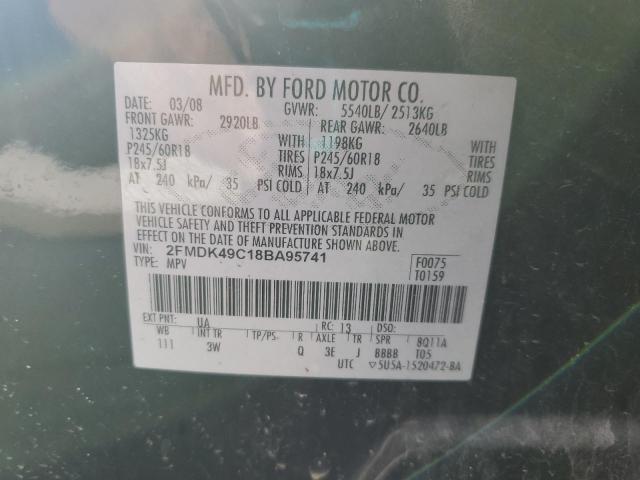 MFD. BY FORD MOTOR CO.
DATE: 03/08 GVWR: 5540LB/ 2513KG
FRONT GAWR: 2920LB REAR GAWR: 2640LB
1325KG 1198KG WITH
P245/60R18 TIRES P245/60R18 TIRES
18x7.5J RIMS 18x7.5J RIMS
AT 240 kPa/ 35 PSI COLD AT 240 kPa/ 35 PSI COLD
THIS VEHICLE CONFORMS TO ALL APPLICABLE FEDERAL MOTOR
VEHICLE SAFETY AND THEFT PREVENTION STANDARDS IN
EFFECT ON THE DATE OF MANUFACTURE SHOWN ABOVE.
VIN: 2FMDK49C18BA95741 F0075
TYPE: MPV T0159
EXT PNT: UA RC: 13 DSO:
WB INT TR TP/PS R AXLE TR SPR 8Q11A
111 3W Q 3E J BBBB T05
UTC ▽5U5A-1520472-BA